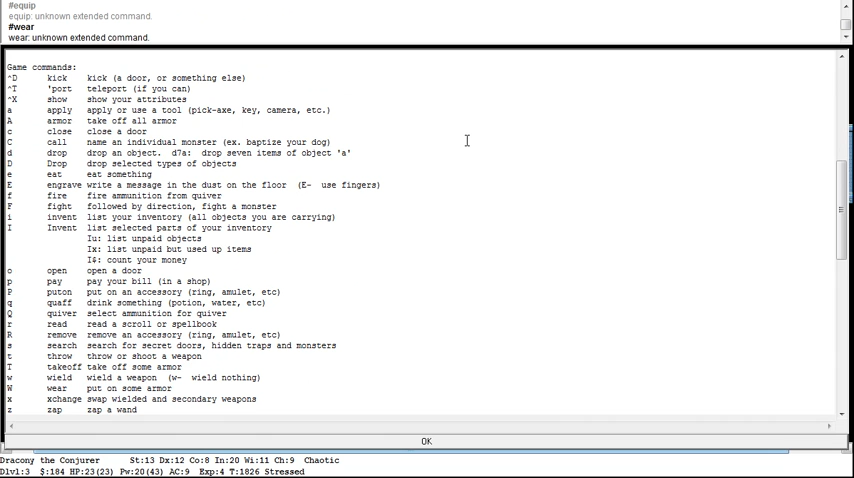 #equip
equip: unknown extended command.
#wear
wear: unknown extended command.
Game commands:
^D kick kick (a door, or something else)
^T 'port teleport (if you can)
^X show show your attributes
a apply apply or use a tool (pick-axe, key, camera, etc.)
A armor take off all armor
c close close a door
C call name an individual monster (ex. baptize your dog)
d drop drop an object. d7a: drop seven items of object 'a'
D Drop drop selected types of objects
e eat eat something
E engrave write a message in the dust on the floor (E- use fingers)
f fire fire ammunition from quiver
F fight followed by direction, fight a monster
i invent list your inventory (all objects you are carrying)
I Invent list selected parts of your inventory
Iu: list unpaid objects
Ix: list unpaid but used up items
I$: count your money
o open open a door
p pay pay your bill (in a shop)
P puton put on an accessory (ring, amulet, etc)
q quaff drink something (potion, water, etc)
Q quiver select ammunition for quiver
r read read a scroll or spellbook
R remove remove an accessory (ring, amulet, etc)
s search search for secret doors, hidden traps and monsters
t throw throw or shoot a weapon
T takeoff take off some armor
w wield wield a weapon (w- wield nothing)
W wear put on some armor
x xchange swap wielded and secondary weapons
z zap zap a wand
OK
Dracony the Conjurer St:13 Dx:12 Co:8 In:20 Wi:11 Ch:9 Chaotic
Dlvl:3 $:184 HP:23(23) Pw:20(43) AC:9 Exp:4 T:1826 Stressed